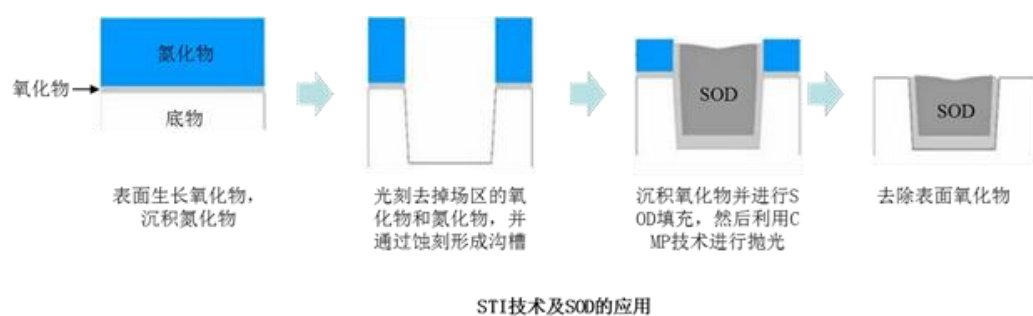 氮化物
氧化物
底物
SOD
SOD
表面生长氧化物,
沉积氮化物
光刻去掉场区的氧
化物和氮化物,并
通过蚀刻形成沟槽
沉积氧化物并进行S
OD填充,然后利用C
MP技术进行抛光
去除表面氧化物
STI技术及SOD的应用